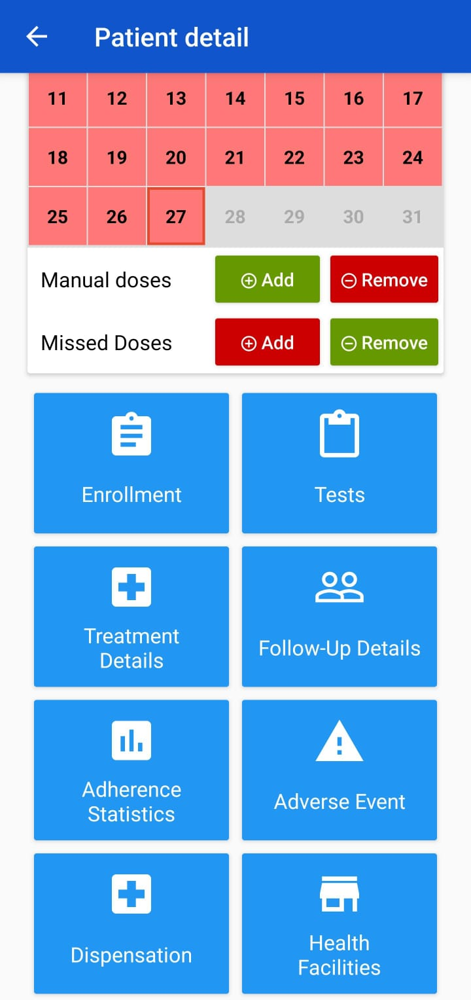 Patient detail
11 12 13 14 15 16 17
18 19 20 21 22 23 24
25 26 27 28 29 30 31
Manual doses Add Remove
Missed Doses Add Remove
Enrollment Tests
Treatment
Details
Follow-Up Details
Adherence
Statistics
Adverse Event
Dispensation
Health
Facilities